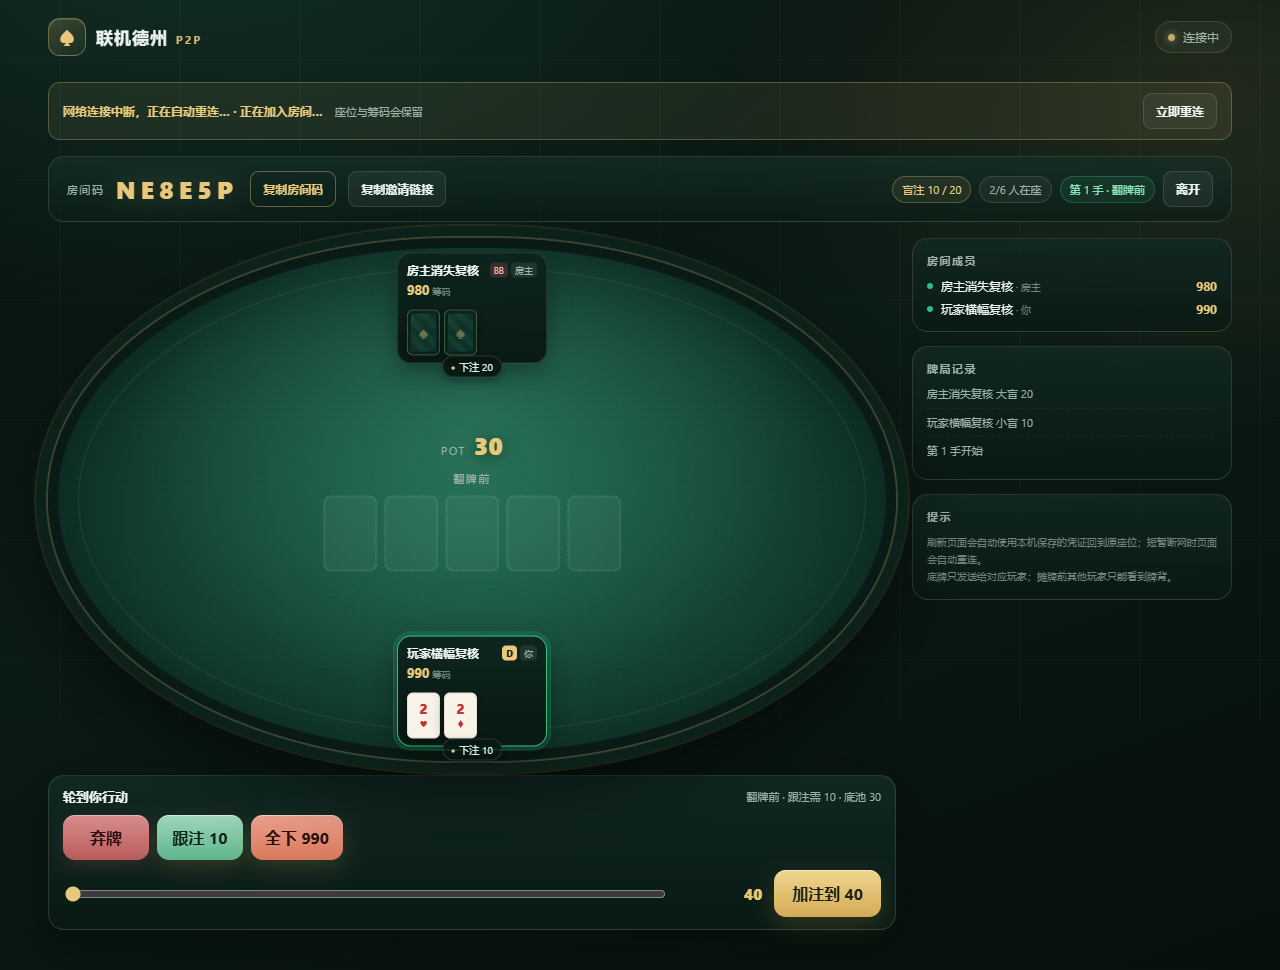 联机德州 P2P
连接中
网络连接中断，正在自动重连… · 正在加入房间… 座位与筹码会保留
立即重连
房间码 NE8E5P 复制房间码 复制邀请链接
盲注 10 / 20 2/6 人在座 第 1 手 · 翻牌前 离开
房主消失复核 BB 房主
980 筹码
下注 20
POT 30
翻牌前
玩家横幅复核 D 你
990 筹码
2 2
下注 10
房间成员
房主消失复核 · 房主 980
玩家横幅复核 · 你 990
牌局记录
房主消失复核 大盲 20
玩家横幅复核 小盲 10
第 1 手开始
提示
刷新页面会自动使用本机保存的凭证回到原座位；短暂断网时页面
会自动重连。
底牌只发送给对应玩家；摊牌前其他玩家只能看到牌背。
轮到你行动
翻牌前 · 跟注需 10 · 底池 30
弃牌 跟注 10 全下 990
40 加注到 40